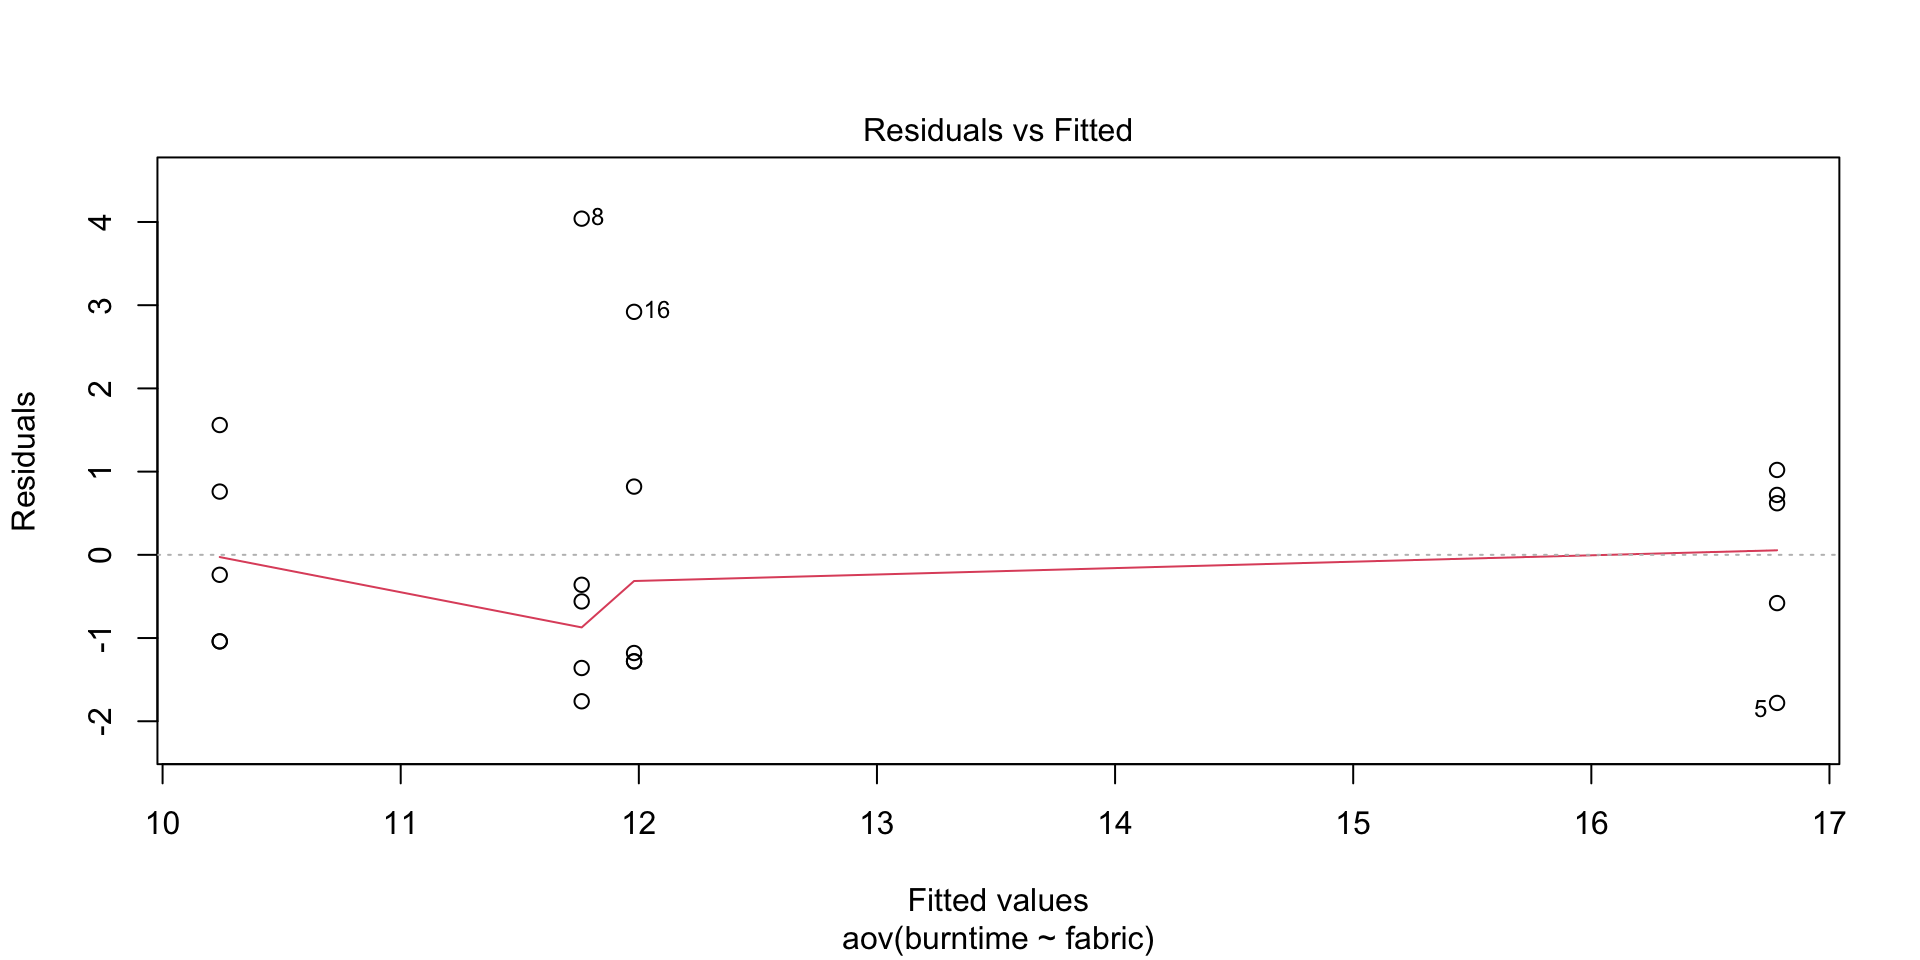 Residuals vs Fitted
Residuals
4
3
2
1
0
-1
-2
8
16
5
10 11 12 13 14 15 16 17
Fitted values
aov(burntime ~ fabric)